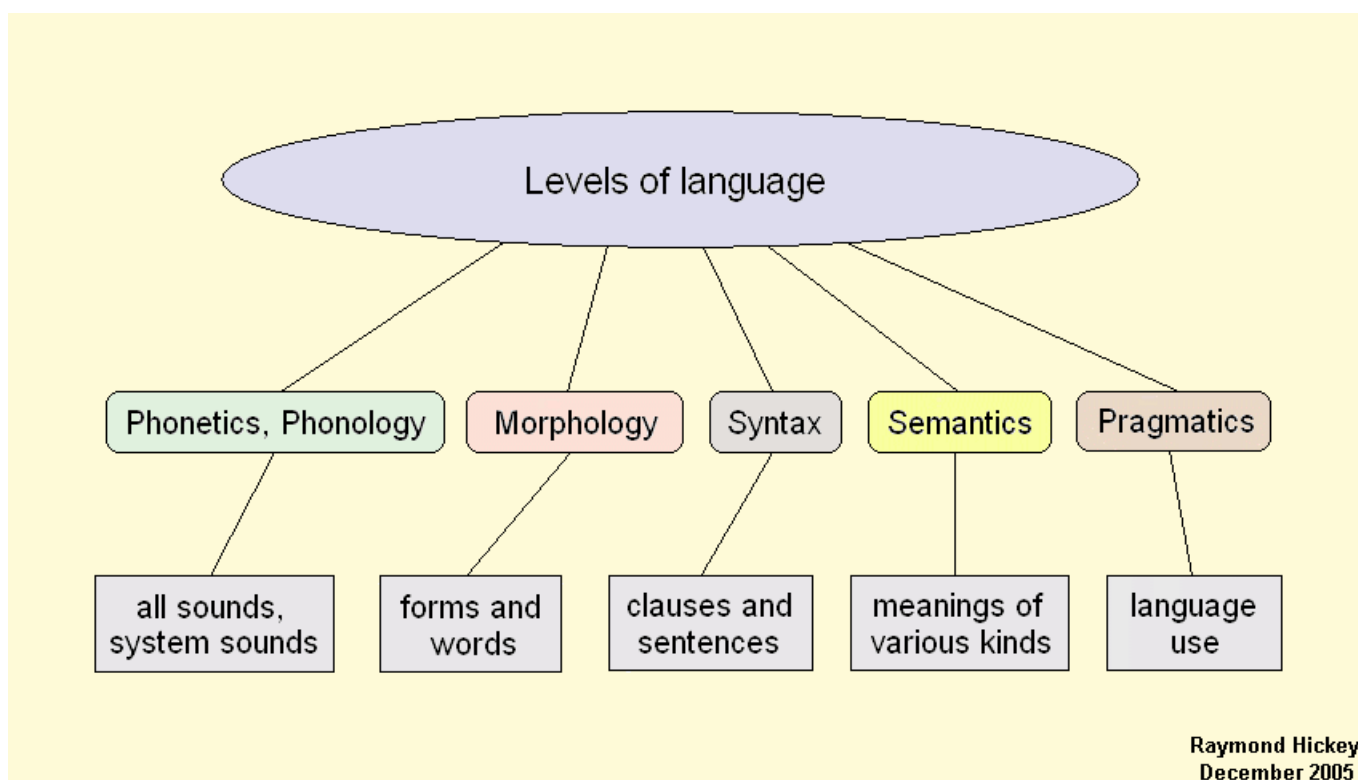 Levels of language
Phonetics, Phonology
Morphology
Syntax
Semantics
Pragmatics
all sounds,
system sounds
forms and
words
clauses and
sentences
meanings of
various kinds
language
use
Raymond Hickey
December 2005